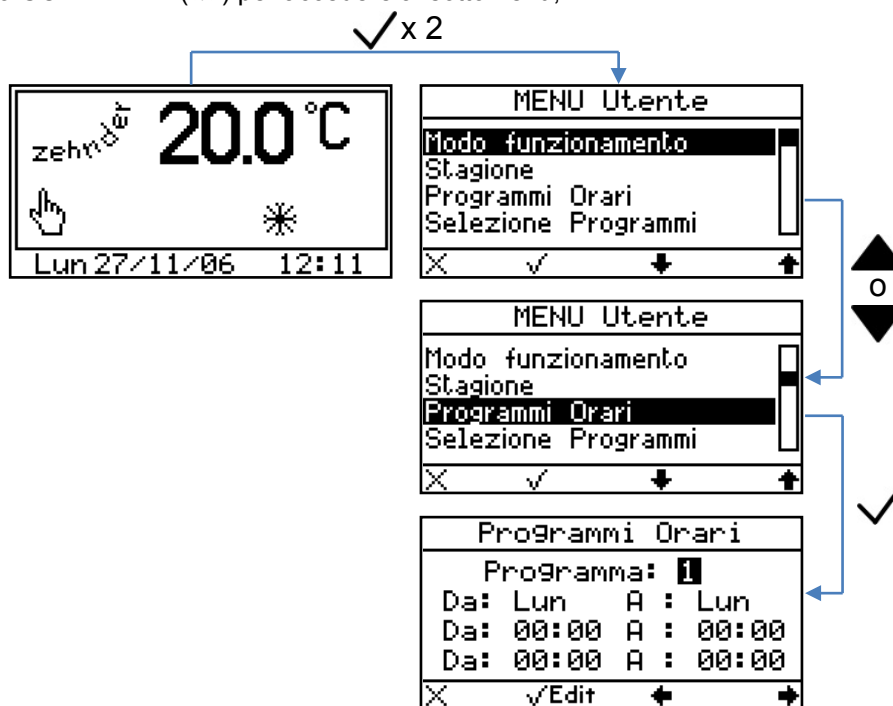 x 2
zehnder 20.0°C
Lun 27/11/06 12:11
MENU Utente
Modo funzionamento
Stagione
Programmi Orari
Selezione Programmi
o
MENU Utente
Modo funzionamento
Stagione
Programmi Orari
Selezione Programmi
Programmi Orari
Programma: 1
Da: Lun A : Lun
Da: 00:00 A : 00:00
Da: 00:00 A : 00:00
X √Edit